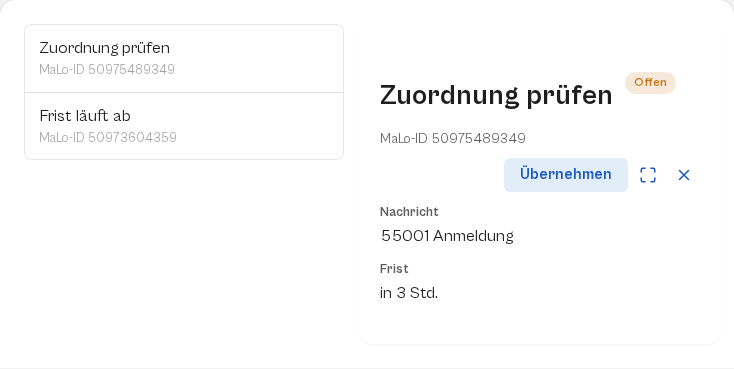 Zuordnung prüfen
MaLo-ID 50975489349
Frist läuft ab
MaLo-ID 50973604359
Zuordnung prüfen
Offen
MaLo-ID 50975489349
Übernehmen
Nachricht
55001 Anmeldung
Frist
in 3 Std.